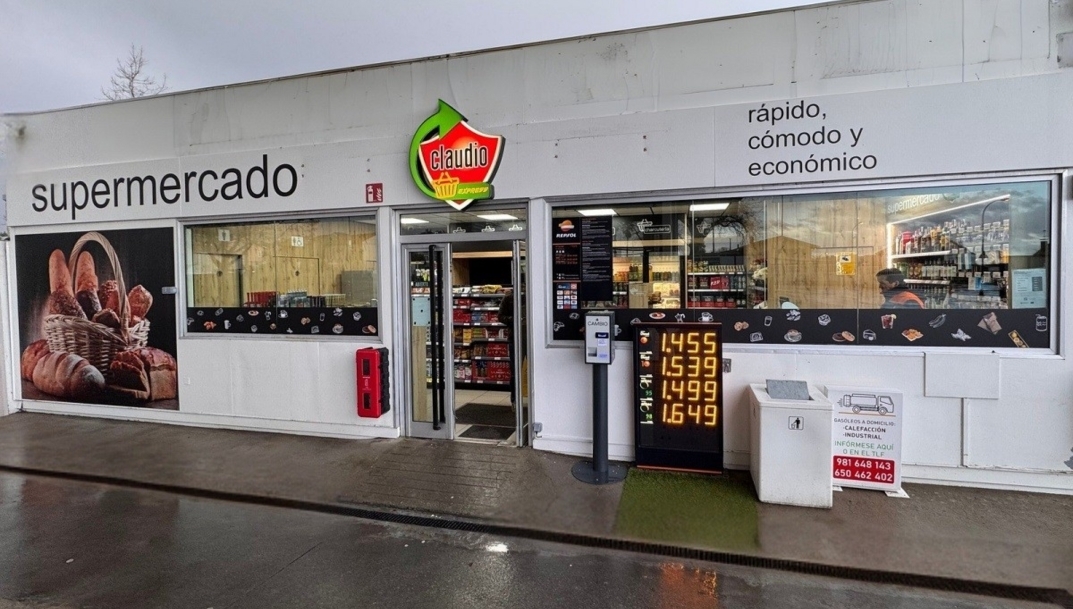 supermercado
claudio
rápido,
cómodo y
económico
REPSOL
supermercado
CAMBIO
1.455
1.539
1.499
1.649
GASÓLEOS A DOMICILIO
·CALEFACCIÓN
·INDUSTRIAL
INFÓRMESE AQUÍ
O EN EL TLF
981 648 143
650 462 402